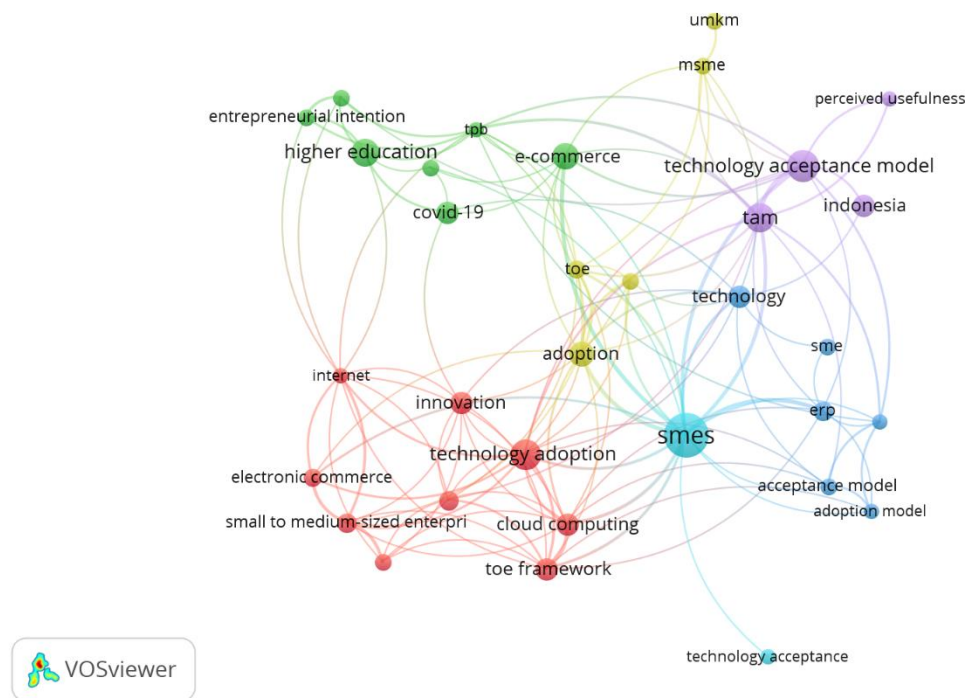 umkm
msme
perceived usefulness
entrepreneurial intention
tpb
higher education
e-commerce
technology acceptance model
covid-19
tam
indonesia
toe
technology
adoption
sme
internet
innovation
erp
smes
technology adoption
electronic commerce
acceptance model
small to medium-sized enterpri
cloud computing
adoption model
toe framework
technology acceptance
VOSviewer